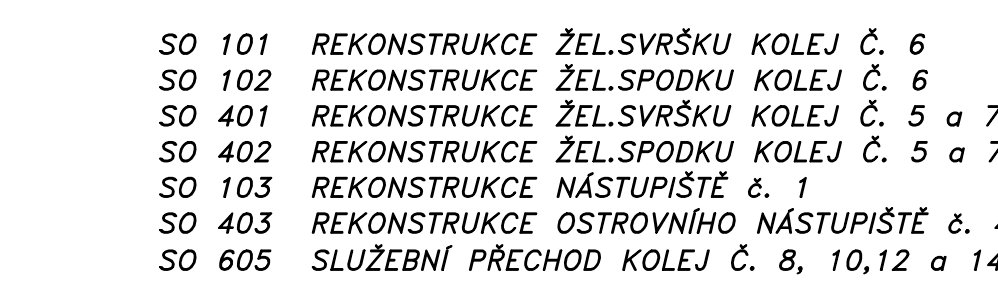 SO 101 REKONSTRUKCE ŽEL.SVRŠKU KOLEJ Č. 6
SO 102 REKONSTRUKCE ŽEL.SPODKU KOLEJ Č. 6
SO 401 REKONSTRUKCE ŽEL.SVRŠKU KOLEJ Č. 5 a 7
SO 402 REKONSTRUKCE ŽEL.SPODKU KOLEJ Č. 5 a 7
SO 103 REKONSTRUKCE NÁSTUPIŠTĚ č. 1
SO 403 REKONSTRUKCE OSTROVNÍHO NÁSTUPIŠTĚ č.
SO 605 SLUŽEBNÍ PŘECHOD KOLEJ Č. 8, 10,12 a 14